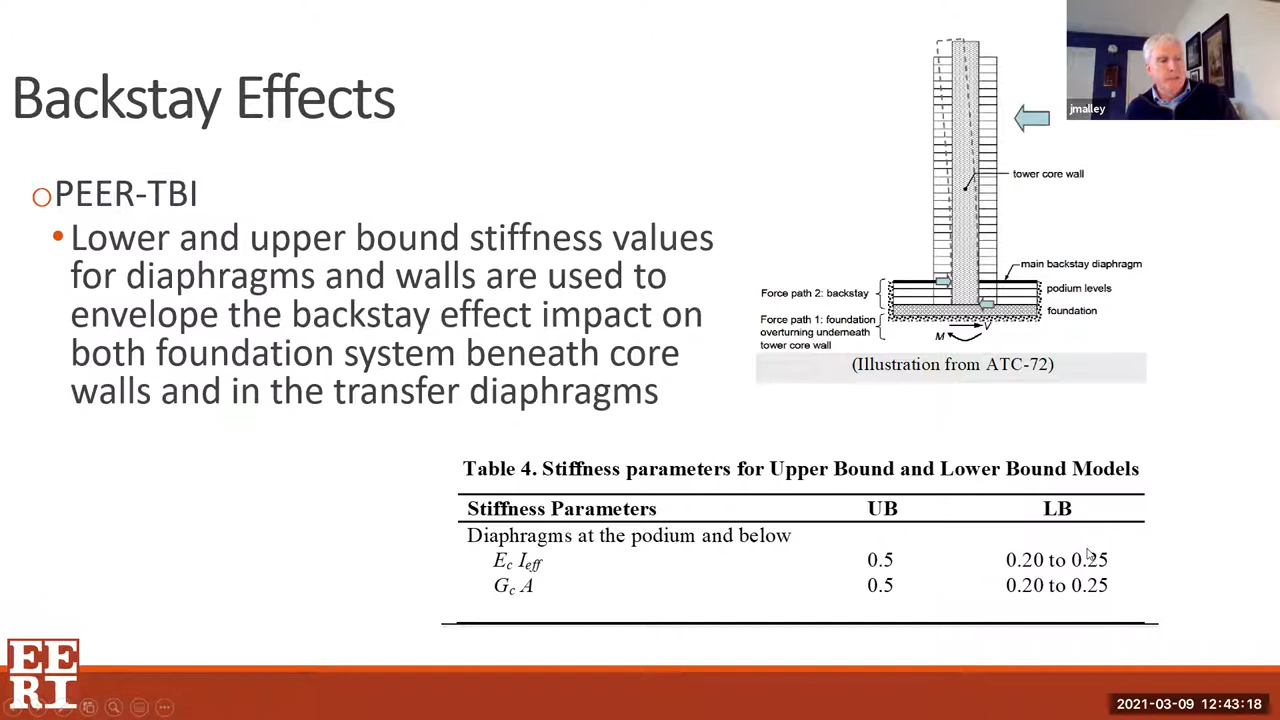 Backstay Effects
PEER-TBI
Lower and upper bound stiffness values
for diaphragms and walls are used to
envelope the backstay effect impact on
both foundation system beneath core
walls and in the transfer diaphragms
jmalley
tower core wall
main backstay diaphragm
Force path 2: backstay
podium levels
foundation
Force path 1: foundation
overturning underneath
tower core wall
M
V
(Illustration from ATC-72)
Table 4. Stiffness parameters for Upper Bound and Lower Bound Models
Stiffness Parameters UB LB
Diaphragms at the podium and below
Ec Ieff 0.5 0.20 to 0.25
Gc A 0.5 0.20 to 0.25
EE
RI
2021-03-09 12:43:18